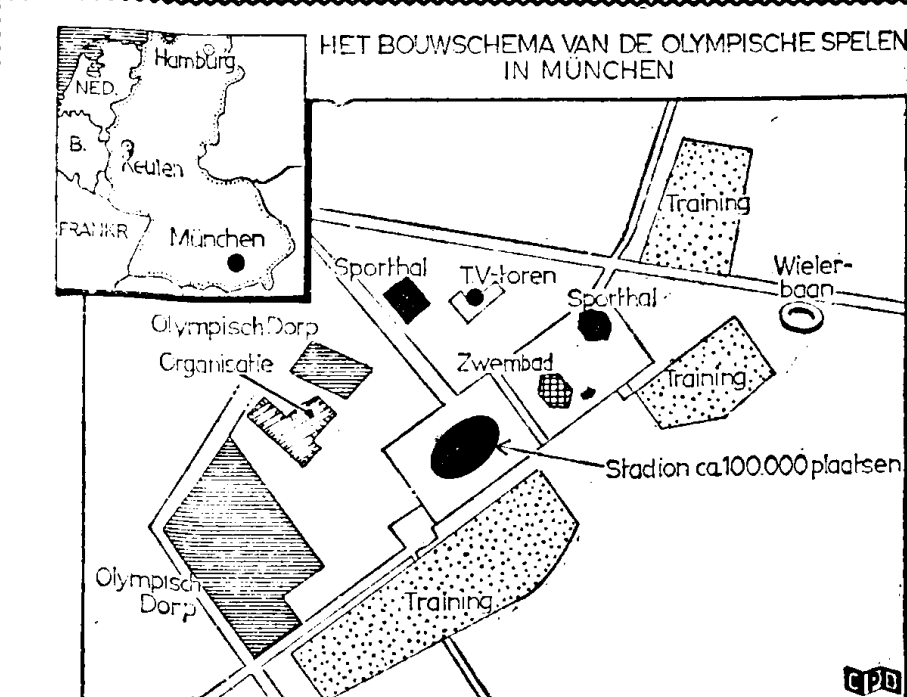 HET BOUWSCHEMA VAN DE OLYMPISCHE SPELEN
IN MÜNCHEN
Hamburg
NED.
B.
Keulen
FRANKR
München
Training
Sporthal
T.V-toren
Wieler-
baan
Sporthal
Olympisch Dorp
Organisatie
Zwembad
Training
Stadion ca 100.000 plaatsen
Olympisch
Dorp
Training
CPD